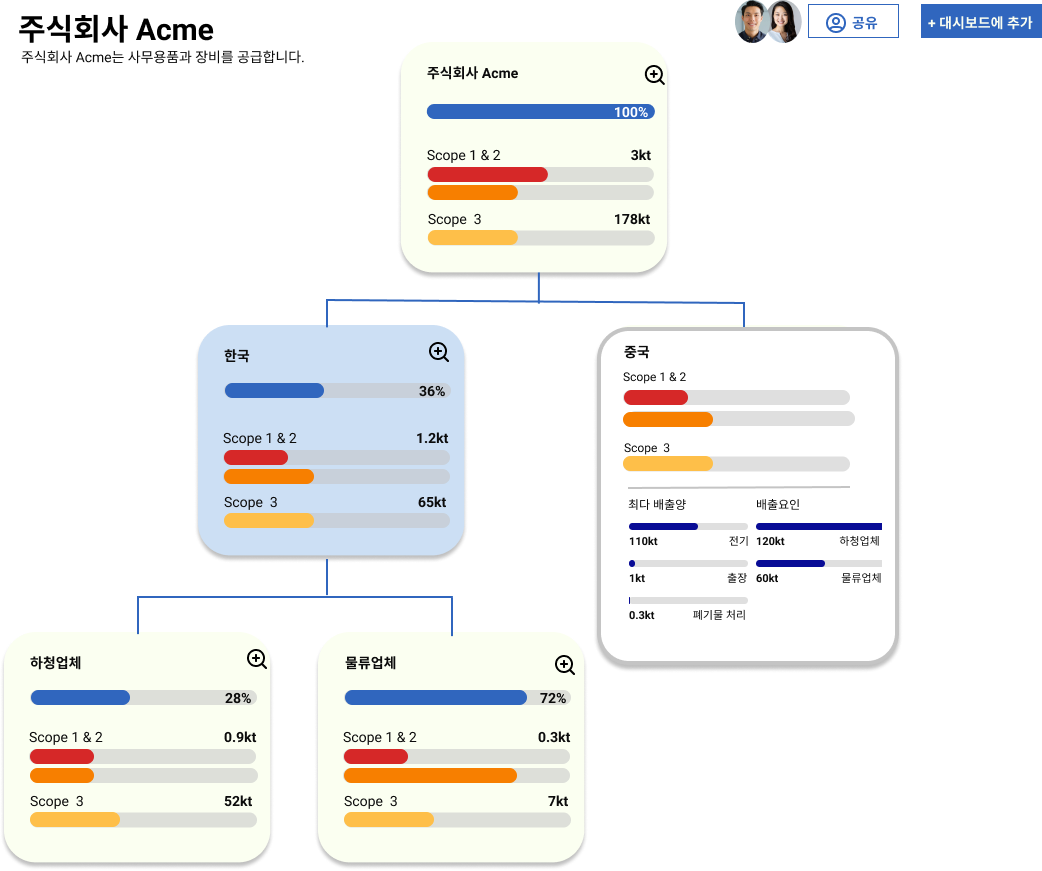 주식회사 Acme
주식회사 Acme는 사무용품과 장비를 공급합니다.
공유
+ 대시보드에 추가
주식회사 Acme
100%
Scope 1 & 2 3kt
Scope 3 178kt
한국
36%
Scope 1 & 2 1.2kt
Scope 3 65kt
중국
Scope 1 & 2
Scope 3
최다 배출양 배출요인
110kt 전기 120kt 하청업체
1kt 출장 60kt 물류업체
0.3kt 폐기물 처리
하청업체
28%
Scope 1 & 2 0.9kt
Scope 3 52kt
물류업체
72%
Scope 1 & 2 0.3kt
Scope 3 7kt